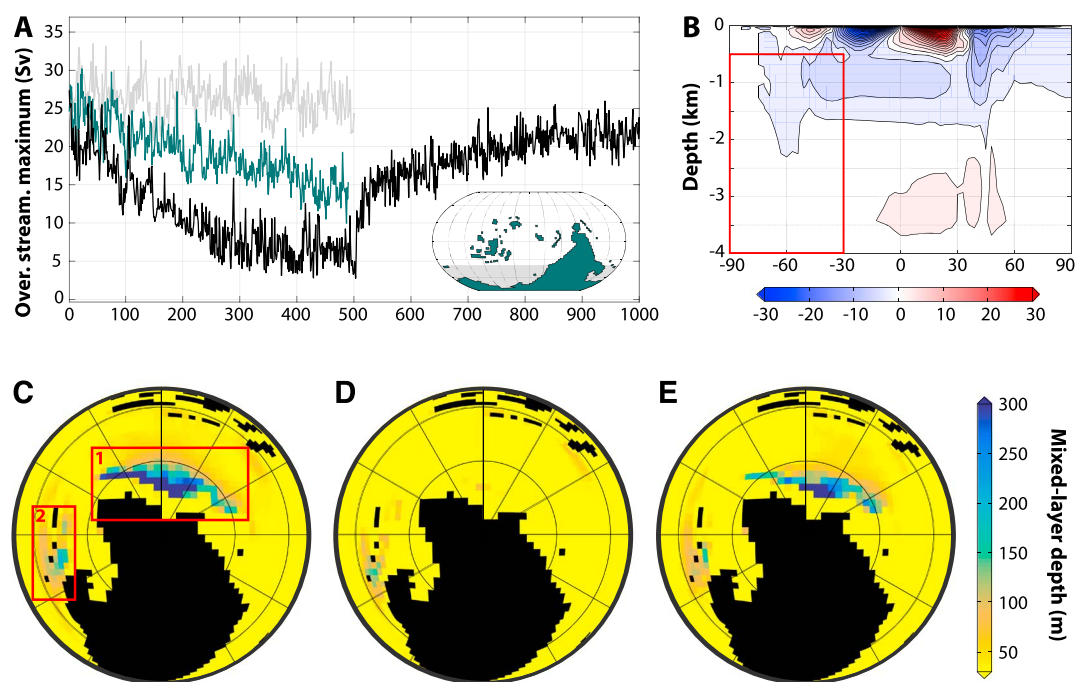 A
Over. stream. maximum (Sv)
35
30
25
20
15
10
5
0
0 100 200 300 400 500 600 700 800 900 1000
B
Depth (km)
0
-1
-2
-3
-4
-90 -60 -30 0 30 60 90
-30 -20 -10 0 10 20 30
C
1
2
D
E
300
250
200
150
100
50
Mixed-layer depth (m)